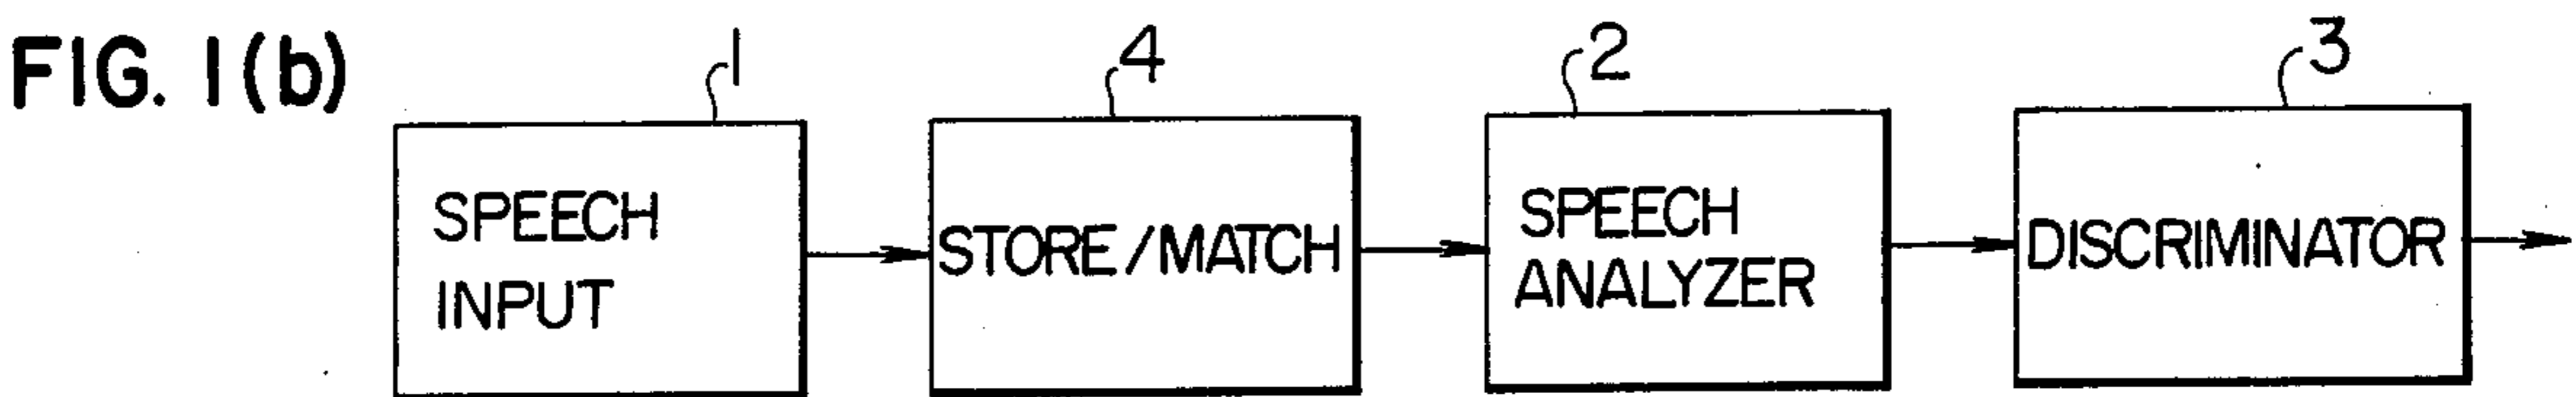 FIG. 1(b)
1
4
2
3
SPEECH
INPUT
STORE/MATCH
SPEECH
ANALYZER
DISCRIMINATOR